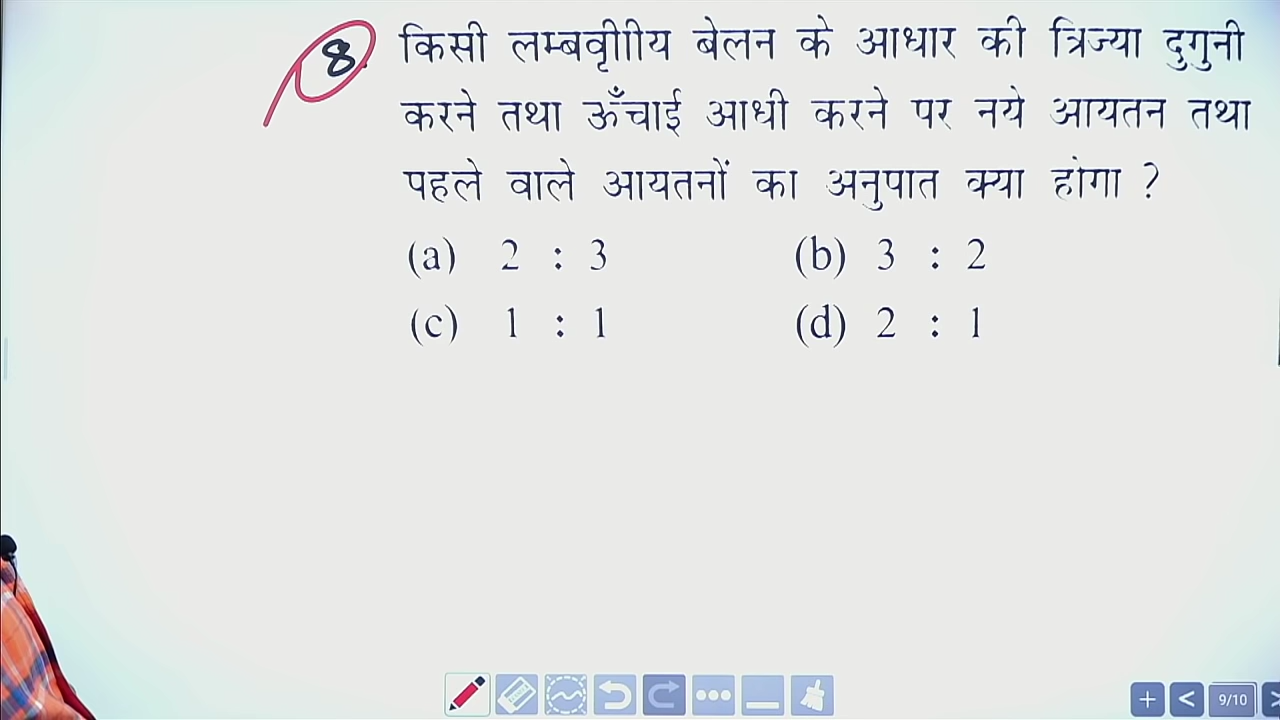 8 किसी लम्बवृाीीय बेलन के आधार की त्रिज्या दुगुनी
करने तथा ऊँचाई आधी करने पर नये आयतन तथा
पहले वाले आयतनों का अनुपात क्या होगा ?
(a) 2 : 3 (b) 3 : 2
(c) 1 : 1 (d) 2 : 1
9/10